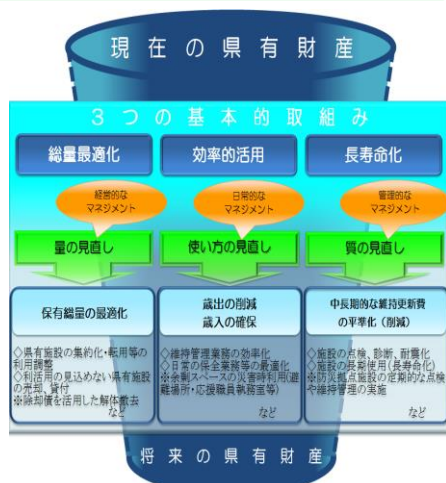 現在の県有財産
3つの基本的取組み
総量最適化
経営的な
マネジメント
量の見直し
保有総量の最適化
◇県有施設の集約化・転用等の
利用調整
◇利活用の見込めない県有施設
の売却、貸付
※除却債を活用した解体撤去
など
効率的活用
日常的な
マネジメント
使い方の見直し
歳出の削減
歳入の確保
◇維持管理業務の効率化
◇日常の保全業務等の最適化
※余剰スペースの災害時利用(避
難場所・応援職員執務室等)
など
長寿命化
管理的な
マネジメント
質の見直し
中長期的な維持更新費
の平準化（削減）
◇施設の点検、診断、耐震化
◇施設の長期使用(長寿命化)
※防災拠点施設の定期的な点検
や維持管理の実施
など
将来の県有財産